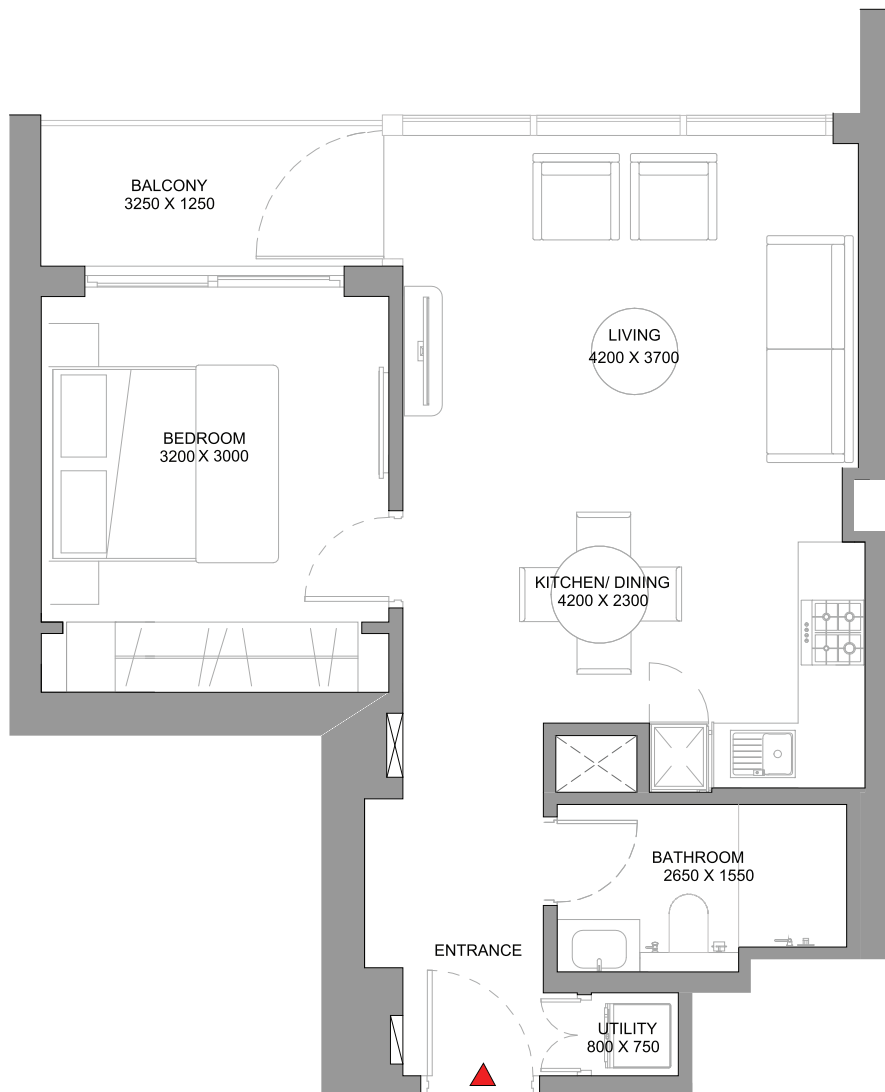 BALCONY
3250 X 1250
LIVING
4200 X 3700
BEDROOM
3200 X 3000
KITCHEN/ DINING
4200 X 2300
BATHROOM
2650 X 1550
ENTRANCE
UTILITY
800 X 750